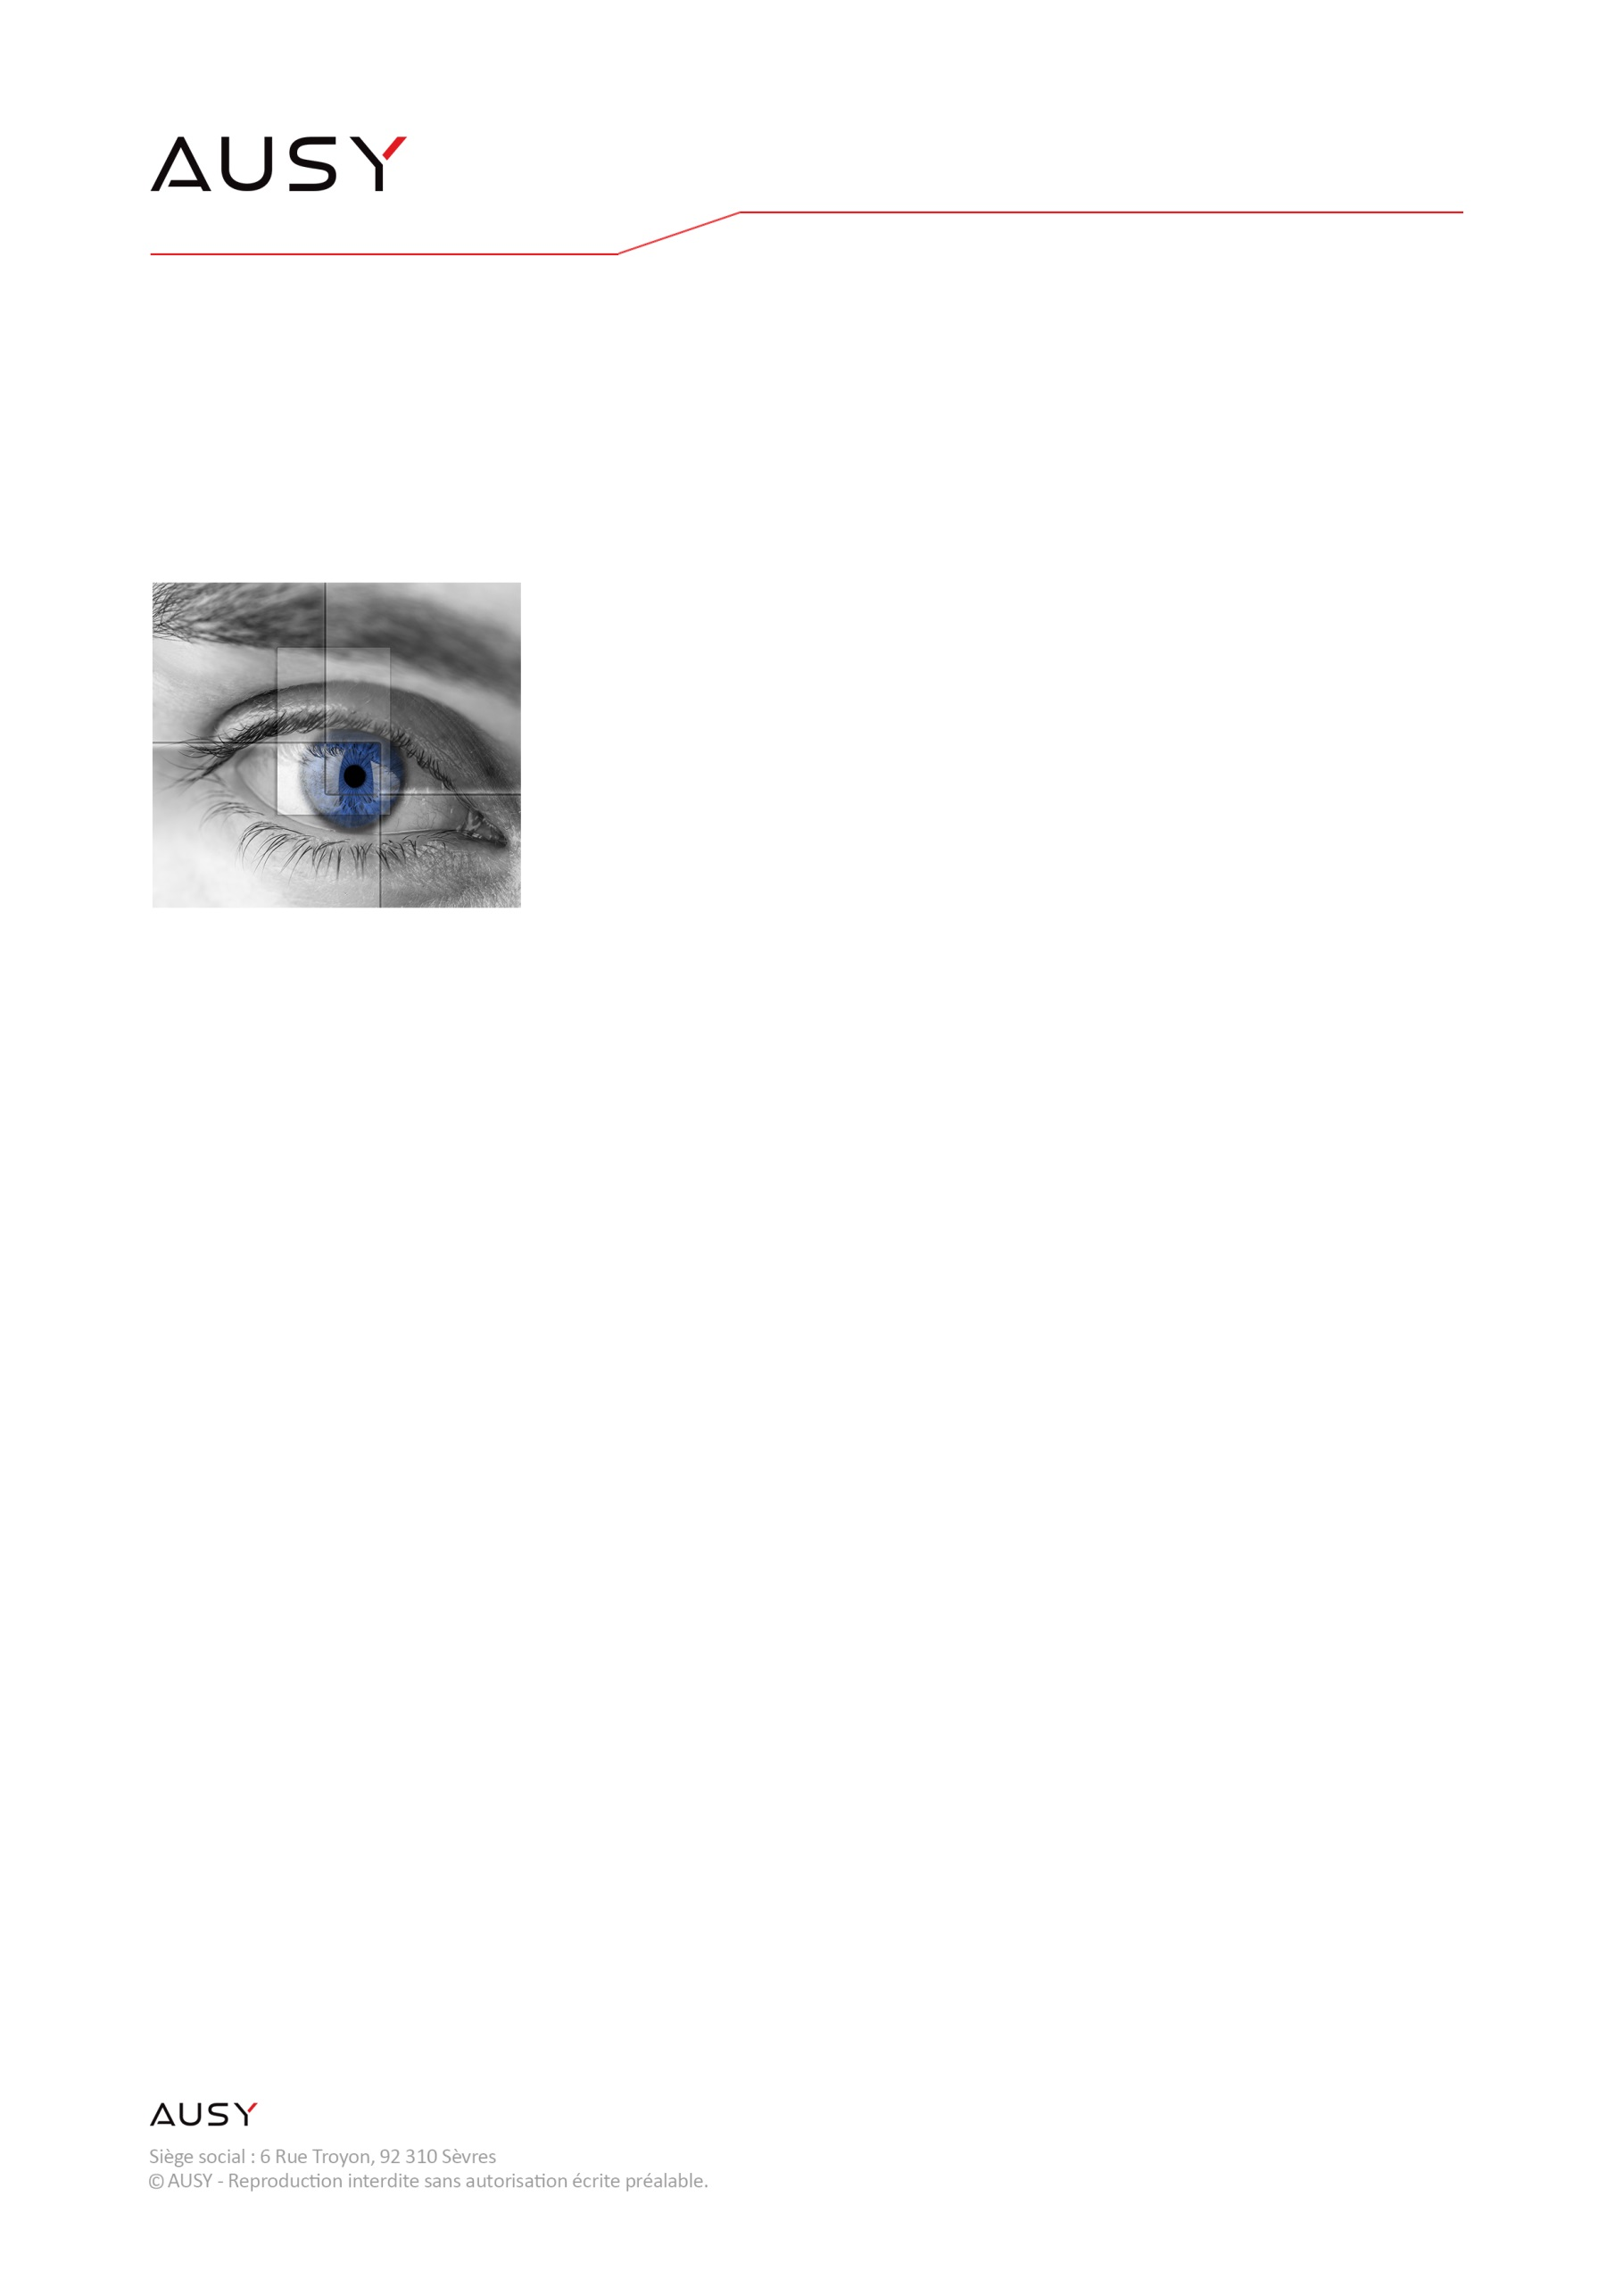 AUSY
AUSY
Siège social : 6 Rue Troyon, 92 310 Sèvres
© AUSY - Reproduction interdite sans autorisation écrite préalable.